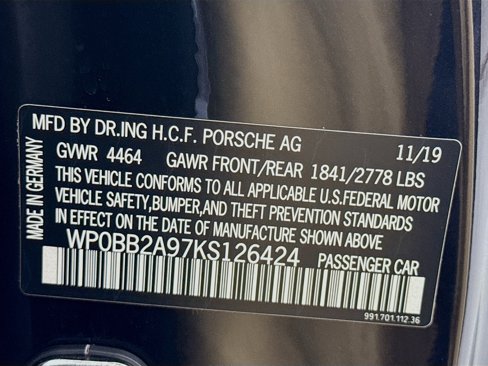 MFD BY DR.ING H.C.F. PORSCHE AG 11/19
GVWR 4464 GAWR FRONT/REAR 1841/2778 LBS
THIS VEHICLE CONFORMS TO ALL APPLICABLE U.S.FEDERAL MOTOR
VEHICLE SAFETY,BUMPER,AND THEFT PREVENTION STANDARDS
IN EFFECT ON THE DATE OF MANUFACTURE SHOWN ABOVE
WP0BB2A97KS126424 PASSENGER CAR
MADE IN GERMANY
991.701.112.36